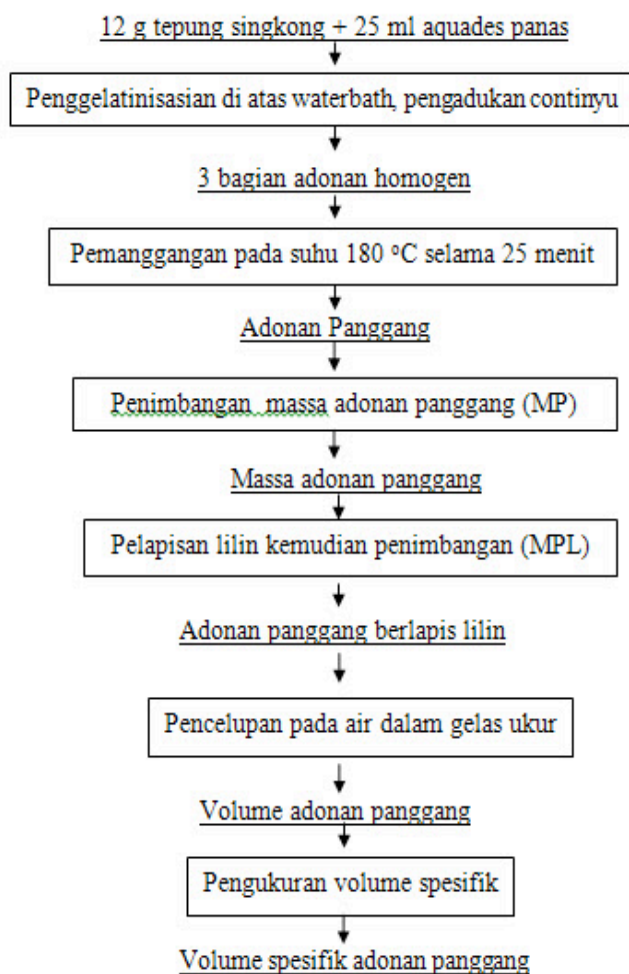 12 g tepung singkong + 25 ml aquades panas
Penggelatinisasian di atas waterbath, pengadukan continyu
3 bagian adonan homogen
Pemanggangan pada suhu 180 °C selama 25 menit
Adonan Panggang
Penimbangan massa adonan panggang (MP)
Massa adonan panggang
Pelapisan lilin kemudian penimbangan (MPL)
Adonan panggang berlapis lilin
Pencelupan pada air dalam gelas ukur
Volume adonan panggang
Pengukuran volume spesifik
Volume spesifik adonan panggang